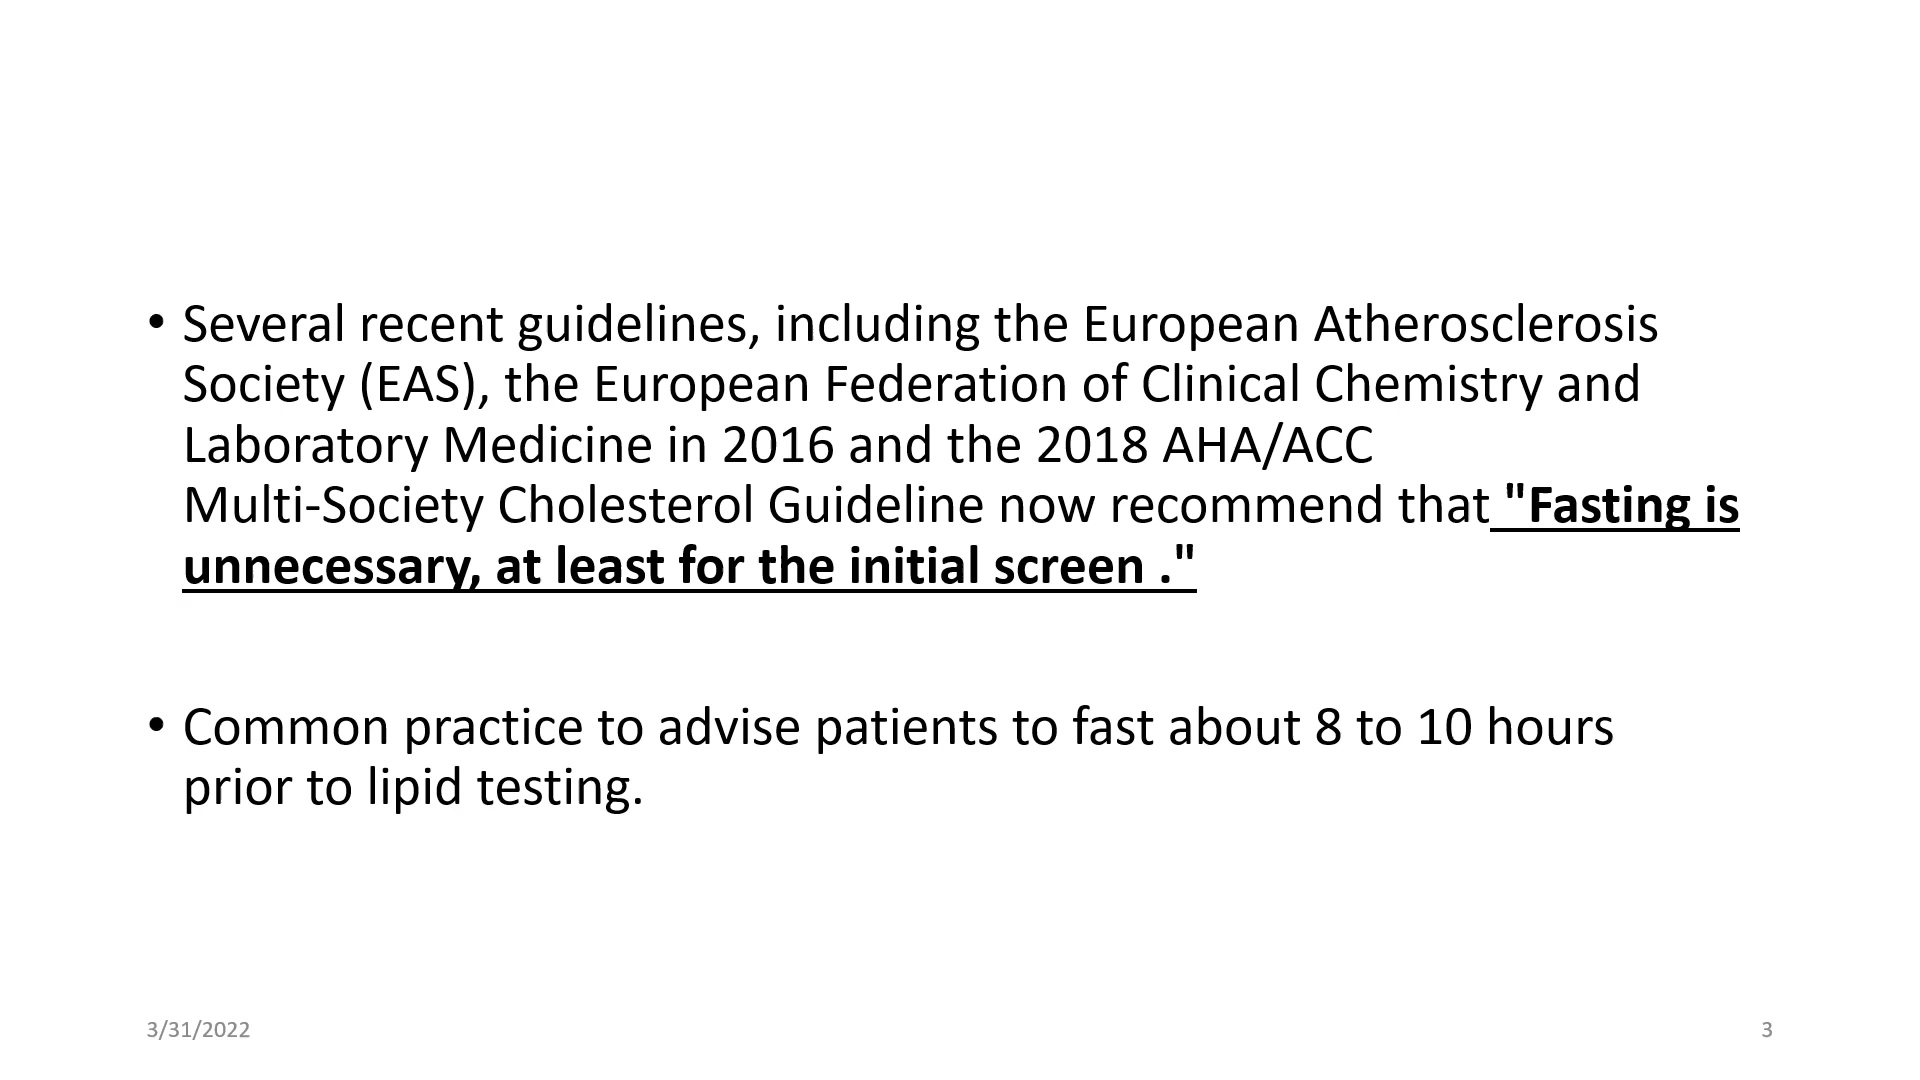 • Several recent guidelines, including the European Atherosclerosis
Society (EAS), the European Federation of Clinical Chemistry and
Laboratory Medicine in 2016 and the 2018 AHA/ACC
Multi-Society Cholesterol Guideline now recommend that "Fasting is
unnecessary, at least for the initial screen ."
• Common practice to advise patients to fast about 8 to 10 hours
prior to lipid testing.
3/31/2022
3